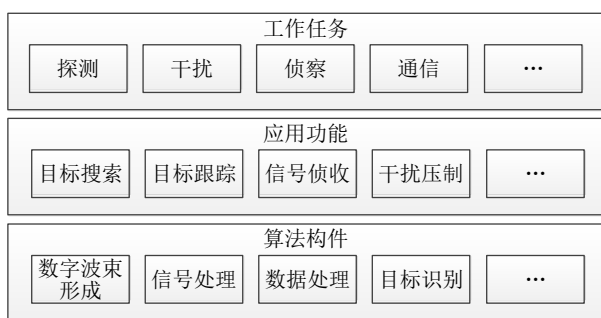 工作任务
探测 干扰 侦察 通信 ...
应用功能
目标搜索 目标跟踪 信号侦收 干扰压制 ...
算法构件
数字波束
形成
信号处理 数据处理 目标识别 ...